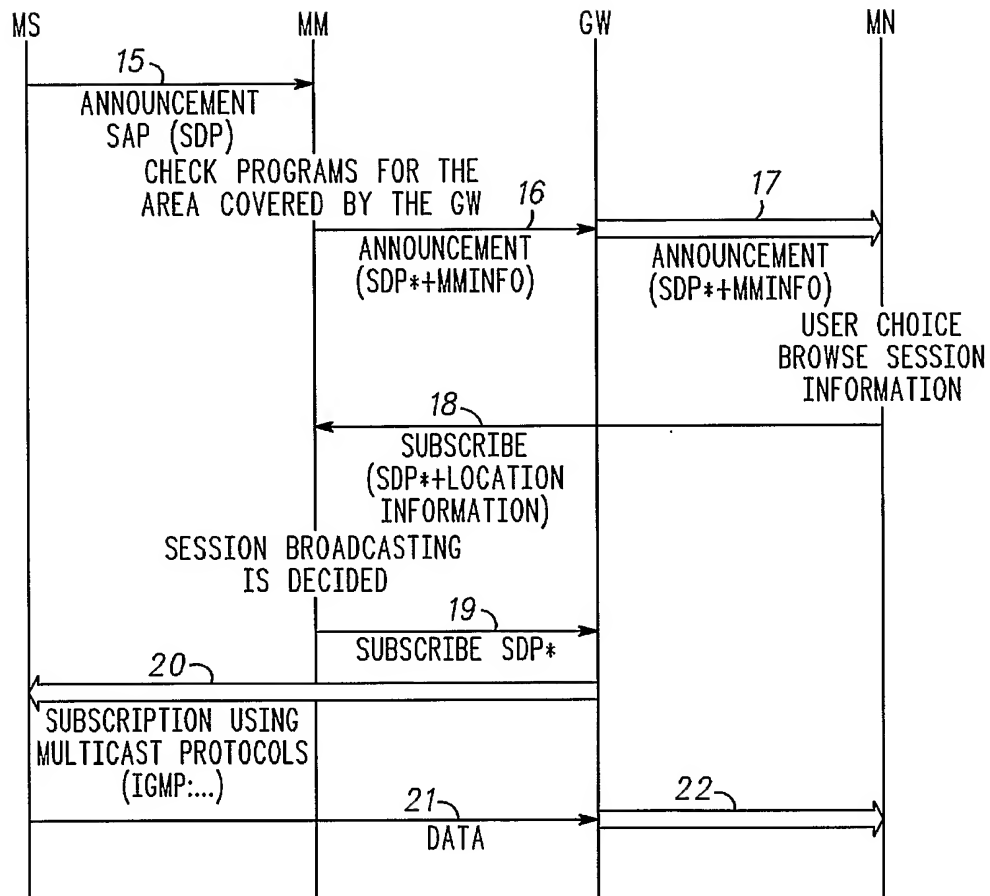 MS MM GW MN
15
ANNOUNCEMENT
SAP (SDP)
CHECK PROGRAMS FOR THE
AREA COVERED BY THE GW
16
17
ANNOUNCEMENT
(SDP*+MMINFO)
ANNOUNCEMENT
(SDP*+MMINFO)
USER CHOICE
BROWSE SESSION
INFORMATION
18
SUBSCRIBE
(SDP*+LOCATION
INFORMATION)
SESSION BROADCASTING
IS DECIDED
19
SUBSCRIBE SDP*
20
SUBSCRIPTION USING
MULTICAST PROTOCOLS
(IGMP:...)
21
DATA
22